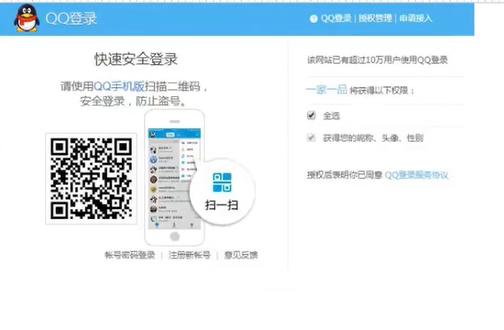 QQ登录
QQ登录 | 授权管理 | 申请接入
快速安全登录
请使用QQ手机版扫描二维码，
安全登录，防止盗号。
扫一扫
帐号密码登录 | 注册新帐号 | 意见反馈
该网站已有超过10万用户使用QQ登录
一家一品 将获得以下权限：
全选
获得您的昵称、头像、性别
授权后表明你已同意 QQ登录服务协议